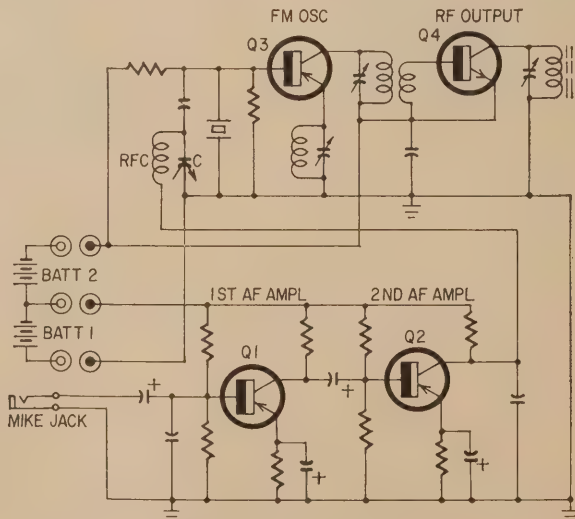 FM OSC
RF OUTPUT
Q3
Q4
RFC
C
BATT 2
BATT 1
1ST AF AMPL
2ND AF AMPL
Q1
Q2
+
+
+
+
MIKE JACK